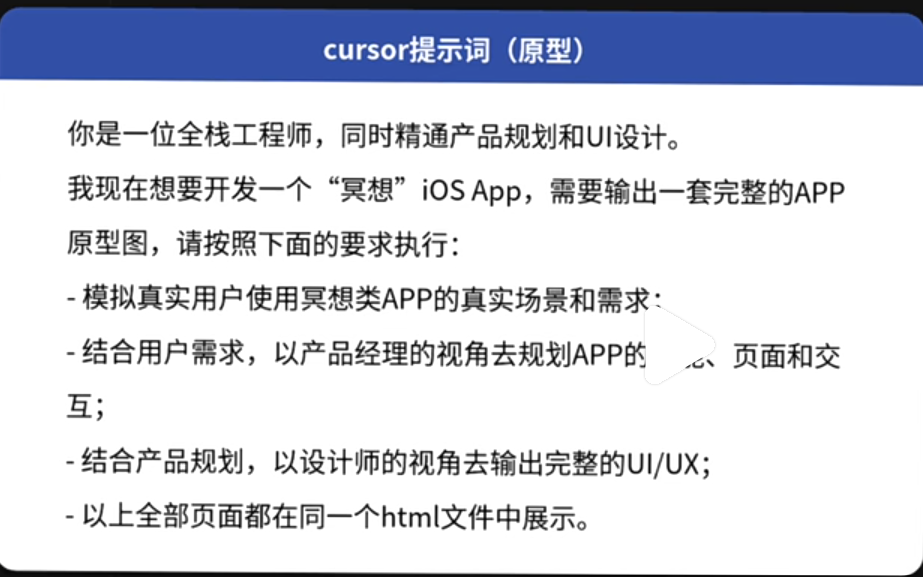 cursor提示词（原型）
你是一位全栈工程师，同时精通产品规划和UI设计。
我现在想要开发一个“冥想”iOS App，需要输出一套完整的APP
原型图，请按照下面的要求执行：
- 模拟真实用户使用冥想类APP的真实场景和需求；
- 结合用户需求，以产品经理的视角去规划APP的、页面和交
互；
- 结合产品规划，以设计师的视角去输出完整的UI/UX；
- 以上全部页面都在同一个html文件中展示。